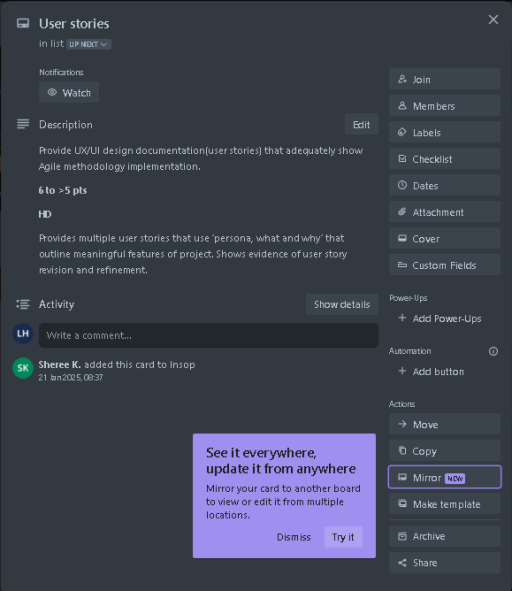 User stories
in list UP NEXT
Notifications
Watch
Description
Edit
Provide UX/UI design documentation(user stories) that adequately show
Agile methodology implementation.
6 to >5 pts
HD
Provides multiple user stories that use 'persona, what and why' that
outline meaningful features of project. Shows evidence of user story
revision and refinement.
Activity
Show details
LH
Write a comment...
SK
Sheree K. added this card to Insop
21 Jan 2025, 08:37
See it everywhere,
update it from anywhere
Mirror your card to another board
to view or edit it from multiple
locations.
Dismiss
Try it
Join
Members
Labels
Checklist
Dates
Attachment
Cover
Custom Fields
Power-Ups
Add Power-Ups
Automation
Add button
Actions
Move
Copy
Mirror NEW
Make template
Archive
Share